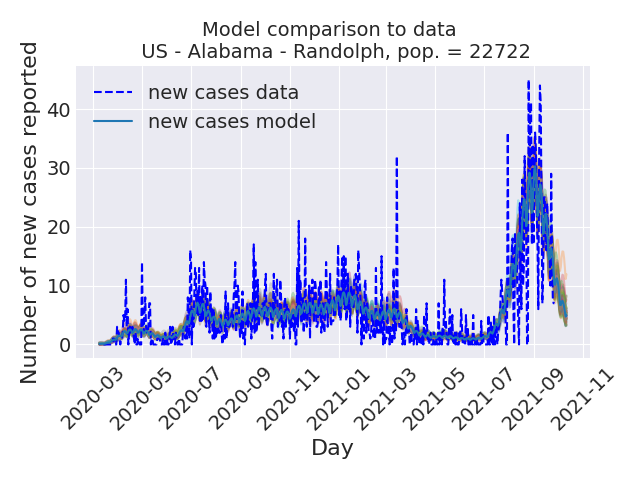 Model comparison to data
US - Alabama - Randolph, pop. = 22722
new cases data
new cases model
Number of new cases reported
40
30
20
10
0
2020-03
2020-05
2020-07
2020-09
2020-11
2021-01
2021-03
2021-05
2021-07
2021-09
2021-11
Day